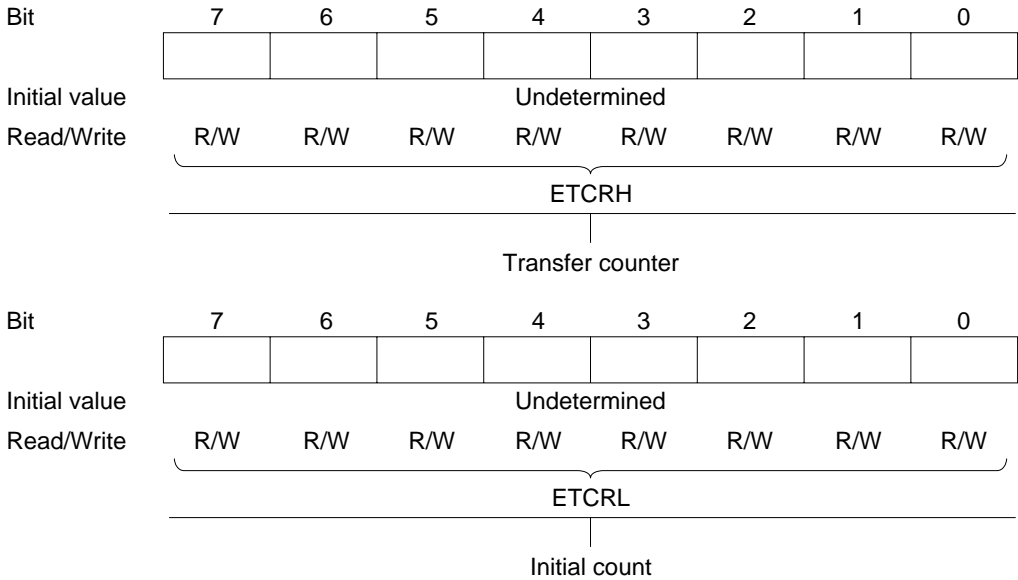 Bit 7 6 5 4 3 2 1 0
Initial value Undetermined
Read/Write R/W R/W R/W R/W R/W R/W R/W R/W
ETCRH
Transfer counter
Bit 7 6 5 4 3 2 1 0
Initial value Undetermined
Read/Write R/W R/W R/W R/W R/W R/W R/W R/W
ETCRL
Initial count